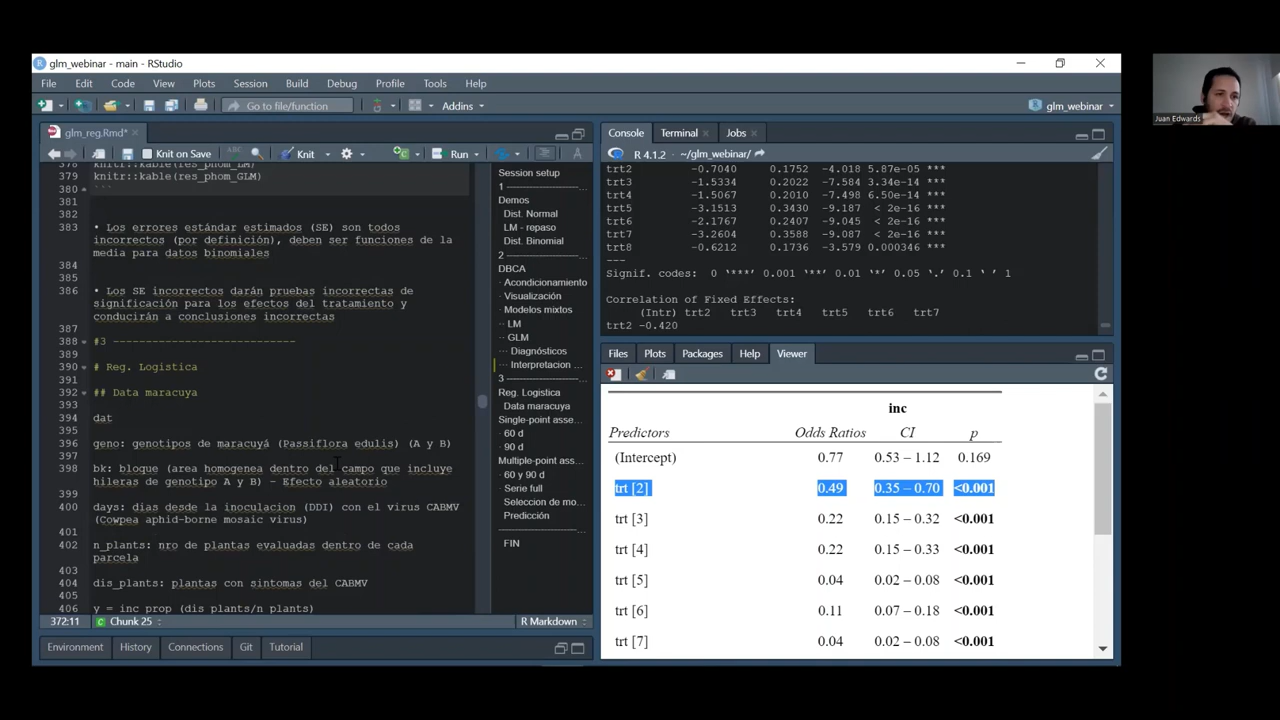 glm_webinar - main - RStudio
File Edit Code View Plots Session Build Debug Profile Tools Help
Go to file/function Addins glm_webinar
glm_reg.Rmd*
Knit on Save Knit Run
378 knitr::kable(res_phom_LM)
379 knitr::kable(res_phom_GLM)
380 ```
381
382
383 • Los errores estándar estimados (SE) son todos
incorrectos (por definición), deben ser funciones de la
media para datos binomiales
384
385
386 • Los SE incorrectos darán pruebas incorrectas de
significación para los efectos del tratamiento y
conducirán a conclusiones incorrectas
387
388 #3 ----------------------------
389
390 # Reg. Logística
391
392 ## Data maracuya
393
394 dat
395
396 geno: genotipos de maracuyá (Passiflora edulis) (A y B)
397
398 bk: bloque (area homogenea dentro del campo que incluye
hileras de genotipo A y B) - Efecto aleatorio
399
400 days: días desde la inoculacion (DDI) con el virus CABMV
(Cowpea aphid-borne mosaic virus)
401
402 n_plants: nro de plantas evaluadas dentro de cada
parcela
403
404 dis_plants: plantas con sintomas del CABMV
405
406 y = inc prop (dis plants/n plants)
372:11 Chunk 25 R Markdown
Session setup
1 ---------------------...
Demos
Dist. Normal
LM - repaso
Dist. Binomial
2 ---------------------...
DBCA
Acondicionamiento
Visualización
Modelos mixtos
LM
GLM
Diagnósticos
Interpretacion ...
3 ---------------------...
Reg. Logistica
Data maracuya
Single-point asse...
60 d
90 d
Multiple-point ass...
60 y 90 d
Serie full
Seleccion de mo...
Predicción
FIN
Environment History Connections Git Tutorial
Console Terminal Jobs
R 4.1.2 · ~/glm_webinar/
trt2 -0.7040 0.1752 -4.018 5.87e-05 ***
trt3 -1.5334 0.2022 -7.584 3.34e-14 ***
trt4 -1.5067 0.2010 -7.498 6.50e-14 ***
trt5 -3.1513 0.3430 -9.187 < 2e-16 ***
trt6 -2.1767 0.2407 -9.045 < 2e-16 ***
trt7 -3.2604 0.3588 -9.087 < 2e-16 ***
trt8 -0.6212 0.1736 -3.579 0.000346 ***
---
Signif. codes: 0 ‘***’ 0.001 ‘**’ 0.01 ‘*’ 0.05 ‘.’ 0.1 ‘ ’ 1
Correlation of Fixed Effects:
(Intr) trt2 trt3 trt4 trt5 trt6 trt7
trt2 -0.420
Files Plots Packages Help Viewer
inc
Predictors Odds Ratios CI p
(Intercept) 0.77 0.53 – 1.12 0.169
trt [2] 0.49 0.35 – 0.70 <0.001
trt [3] 0.22 0.15 – 0.32 <0.001
trt [4] 0.22 0.15 – 0.33 <0.001
trt [5] 0.04 0.02 – 0.08 <0.001
trt [6] 0.11 0.07 – 0.18 <0.001
trt [7] 0.04 0.02 – 0.08 <0.001
Juan Edwards